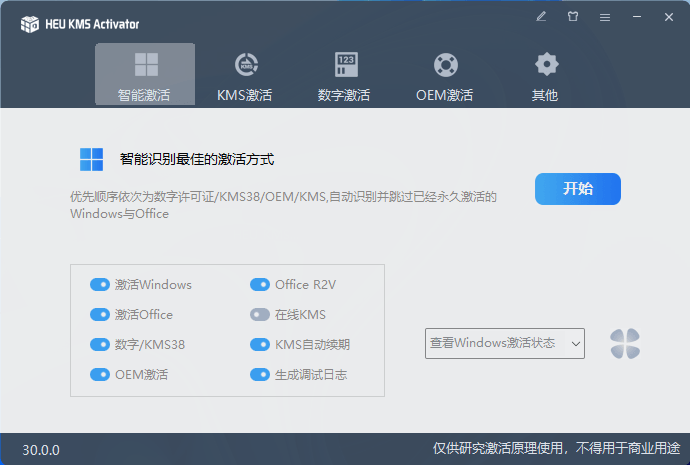 HEU KMS Activator
智能激活
KMS激活
123
数字激活
OEM激活
其他
智能识别最佳的激活方式
优先顺序依次为数字许可证/KMS38/OEM/KMS,自动识别并跳过已经永久激活的
Windows与Office
开始
激活Windows
Office R2V
激活Office
在线KMS
数字/KMS38
KMS自动续期
OEM激活
生成调试日志
查看Windows激活状态
30.0.0
仅供研究激活原理使用，不得用于商业用途